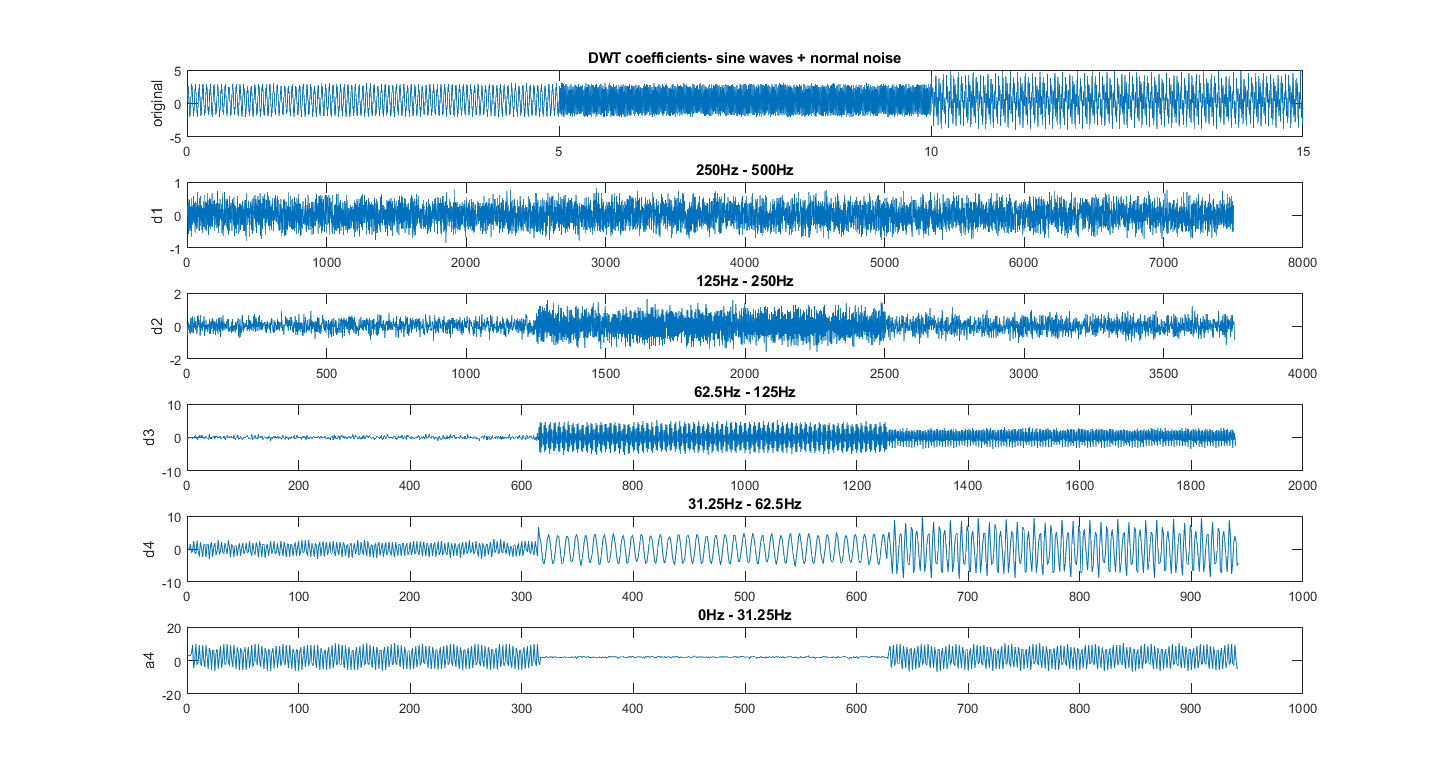 DWT coefficients- sine waves + normal noise
original
5
0
-5
0 5 10 15
250Hz - 500Hz
d1
1
0
-1
0 1000 2000 3000 4000 5000 6000 7000 8000
125Hz - 250Hz
d2
2
0
-2
0 500 1000 1500 2000 2500 3000 3500 4000
62.5Hz - 125Hz
d3
10
0
-10
0 200 400 600 800 1000 1200 1400 1600 1800 2000
31.25Hz - 62.5Hz
d4
10
0
-10
0 100 200 300 400 500 600 700 800 900 1000
0Hz - 31.25Hz
a4
20
0
-20
0 100 200 300 400 500 600 700 800 900 1000